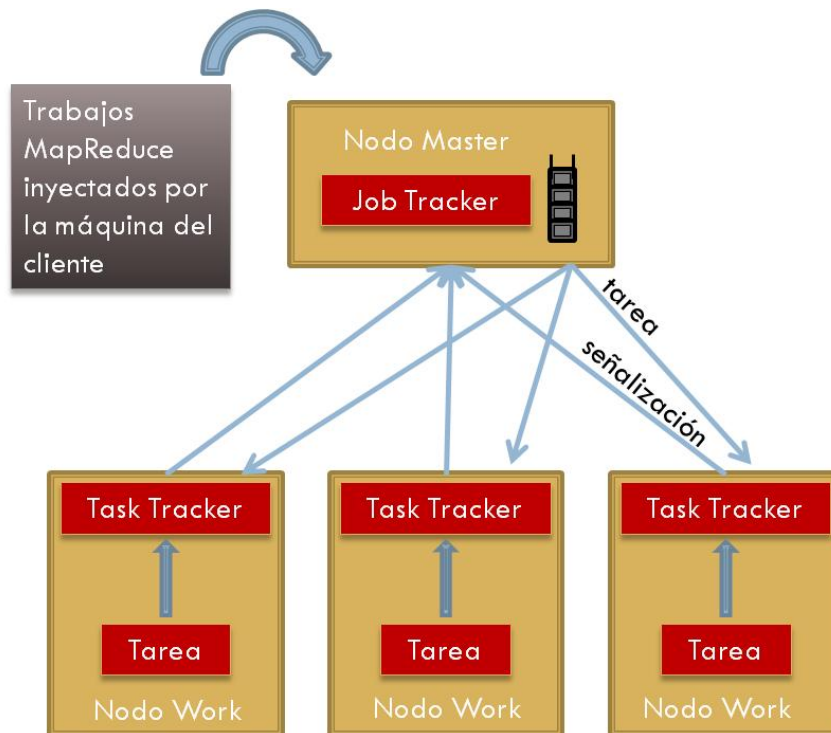 Trabajos
MapReduce
inyectados por
la máquina del
cliente
Nodo Master
Job Tracker
tarea
señalización
Task Tracker
Task Tracker
Task Tracker
Tarea
Tarea
Tarea
Nodo Work
Nodo Work
Nodo Work